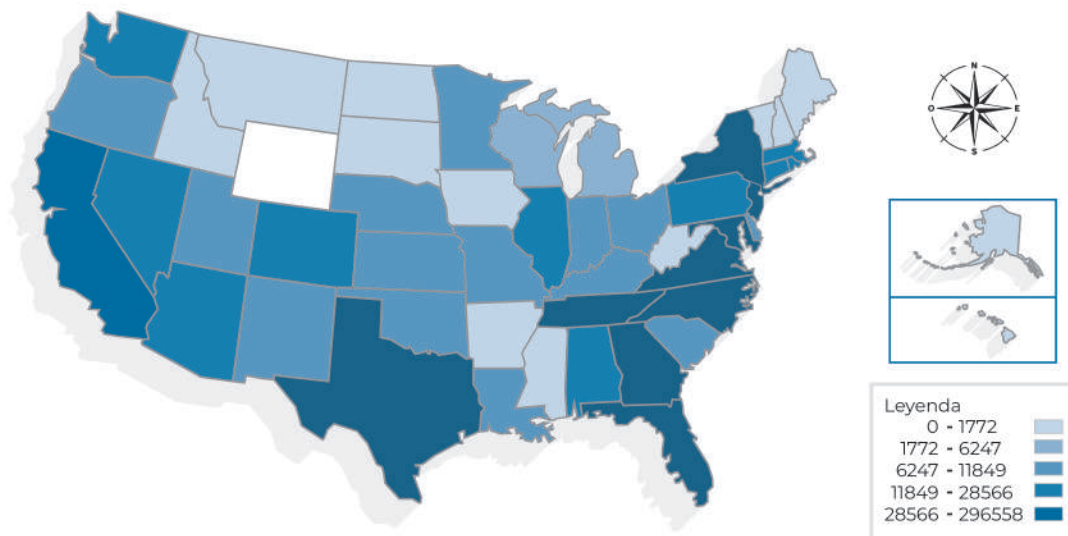 N
O E
S
Leyenda
0 - 1772
1772 - 6247
6247 - 11849
11849 - 28566
28566 - 296558